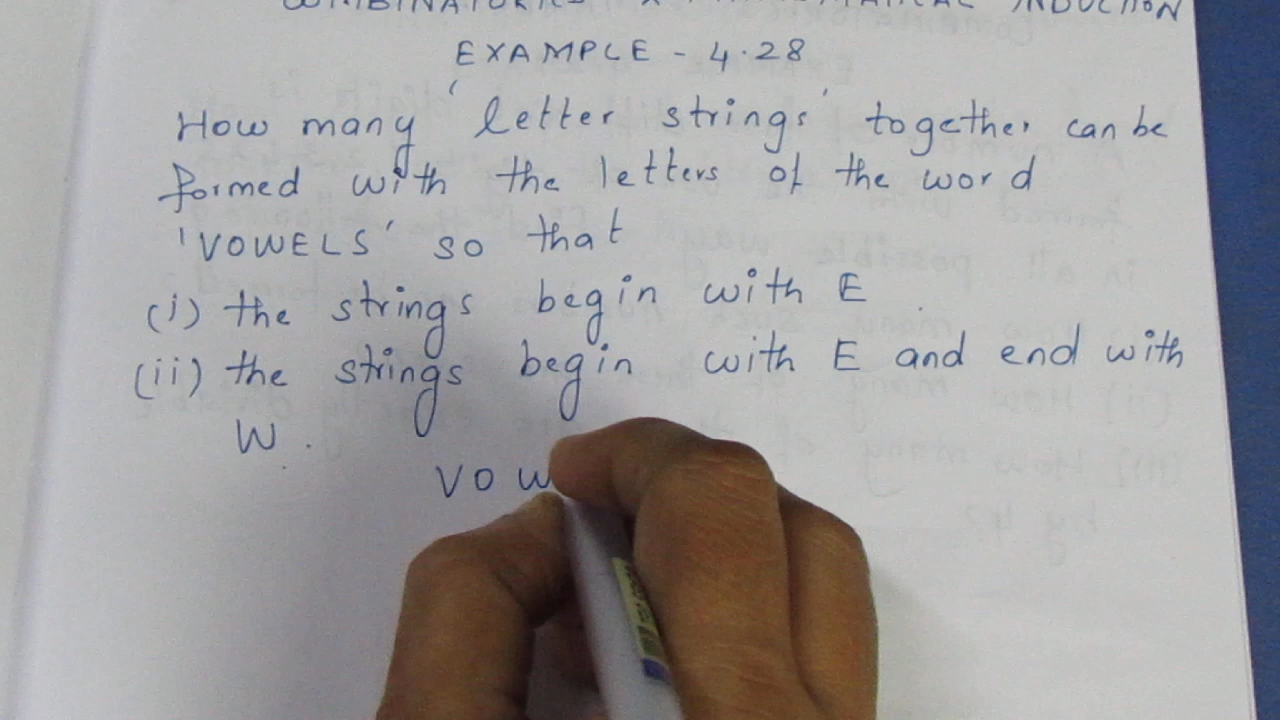 INDUCTION
EXAMPLE - 4.28
How many 'letter strings' together can be
formed with the letters of the word
'VOWELS' so that
(i) the strings begin with E
(ii) the strings begin with E and end with
W.
VOW